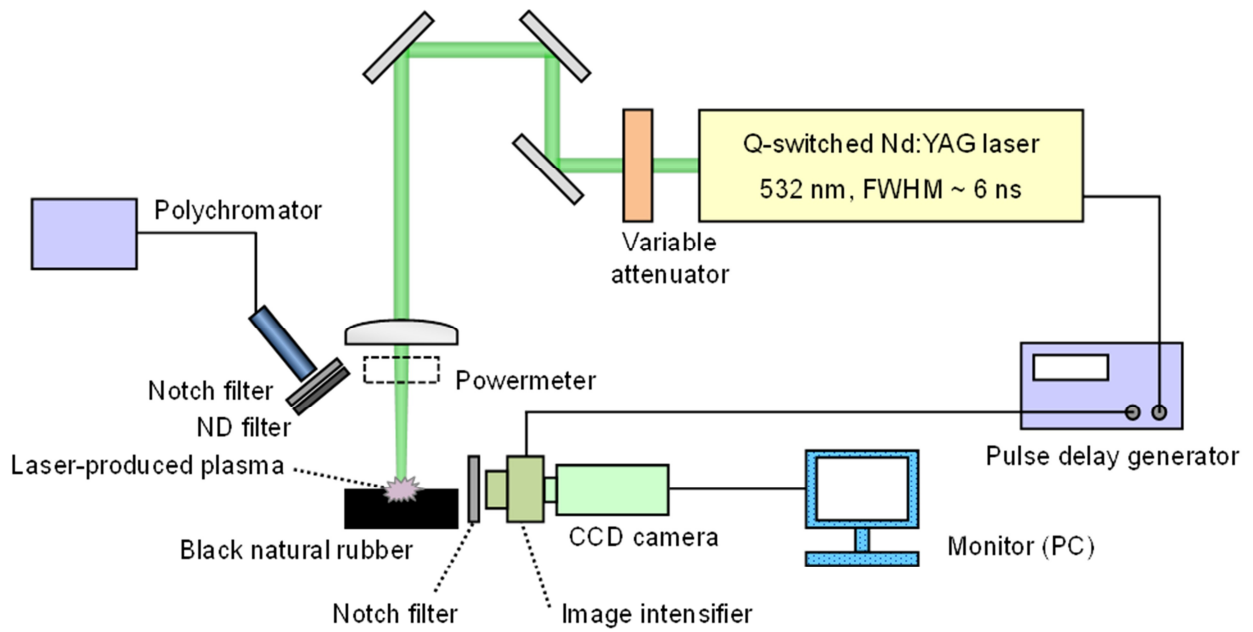 Q-switched Nd:YAG laser
532 nm, FWHM ~ 6 ns
Polychromator
Variable
attenuator
Notch filter
Powermeter
ND filter
Laser-produced plasma
Pulse delay generator
Black natural rubber
CCD camera
Monitor (PC)
Notch filter
Image intensifier